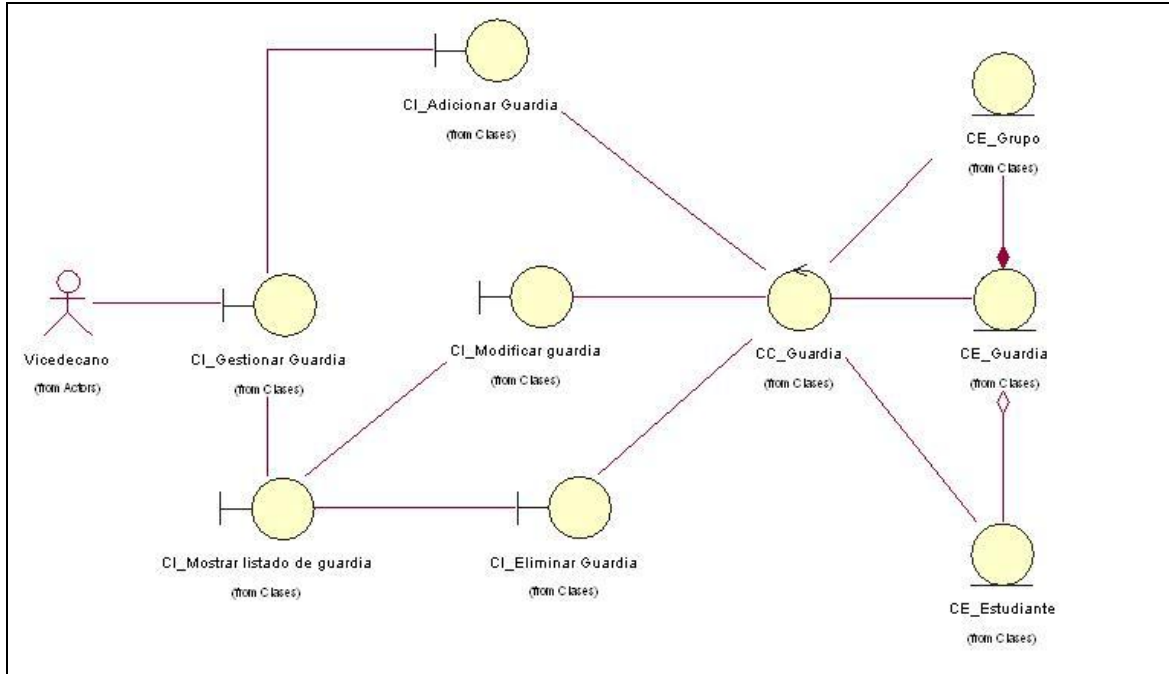 CI_Adicionar Guardia
(from Clases)
CE_Grupo
(from Clases)
Vicedecano
(from Actors)
CI_Gestionar Guardia
(from Clases)
CI_Modificar guardia
(from Clases)
CC_Guardia
(from Clases)
CE_Guardia
(from Clases)
CI_Mostrar listado de guardia
(from Clases)
CI_Eliminar Guardia
(from Clases)
CE_Estudiante
(from Clases)